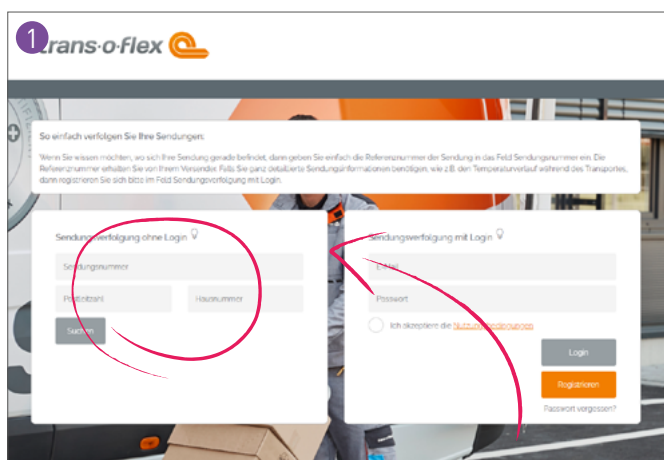 1
trans·o·flex
So einfach verfolgen Sie Ihre Sendungen:
Wenn Sie wissen möchten, wo sich Ihre Sendung gerade befindet, dann geben Sie einfach die Referenznummer der Sendung in das Feld Sendungsnummer ein. Die
Referenznummer erhalten Sie von Ihrem Versender. Falls Sie ganz detaillierte Sendungsinformationen benötigen, wie z.B. den Temperaturverlauf während des Transportes,
dann registrieren Sie sich bitte im Feld Sendungsverfolgung mit Login.
Sendungsverfolgung ohne Login
Sendungsnummer
Postleitzahl
Hausnummer
Suchen
Sendungsverfolgung mit Login
E-Mail
Passwort
Ich akzeptiere die Nutzungsbedingungen
Login
Registrieren
Passwort vergessen?